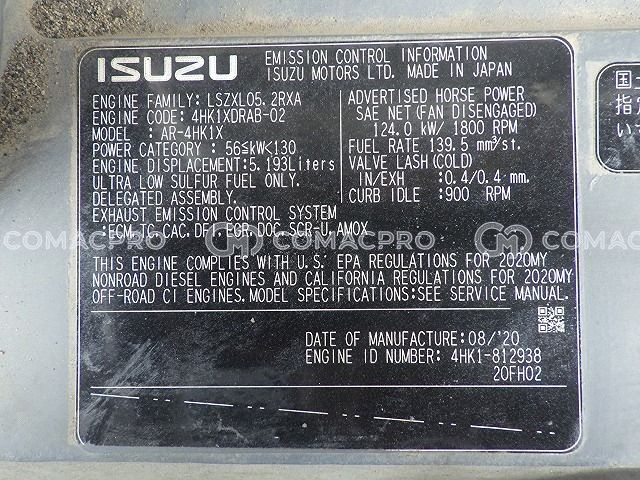 ISUZU
EMISSION CONTROL INFORMATION
ISUZU MOTORS LTD. MADE IN JAPAN
ENGINE FAMILY: LSZXL05.2RXA
ENGINE CODE: 4HK1XDRAB-02
MODEL : AR-4HK1X
POWER CATEGORY : 56≤kW<130
ENGINE DISPLACEMENT:5.193Liters
ULTRA LOW SULFUR FUEL ONLY.
DELEGATED ASSEMBLY.
EXHAUST EMISSION CONTROL SYSTEM
:ECM,TC,CAC,DFI,EGR,DOC,SCR-U,AMOX
ADVERTISED HORSE POWER
SAE NET(FAN DISENGAGED)
124.0 kW/ 1800 RPM
FUEL RATE 139.5 mm³/st.
VALVE LASH(COLD)
IN/EXH :0.4/0.4 mm.
CURB IDLE :900 RPM
THIS ENGINE COMPLIES WITH U.S. EPA REGULATIONS FOR 2020MY
NONROAD DIESEL ENGINES AND CALIFORNIA REGULATIONS FOR 2020MY
OFF-ROAD CI ENGINES.MODEL SPECIFICATIONS:SEE SERVICE MANUAL.
DATE OF MANUFACTURE:08/'20
ENGINE ID NUMBER: 4HK1-812938
20FH02
国土
指
い
COMACPRO
COMACPRO
COMACPRO